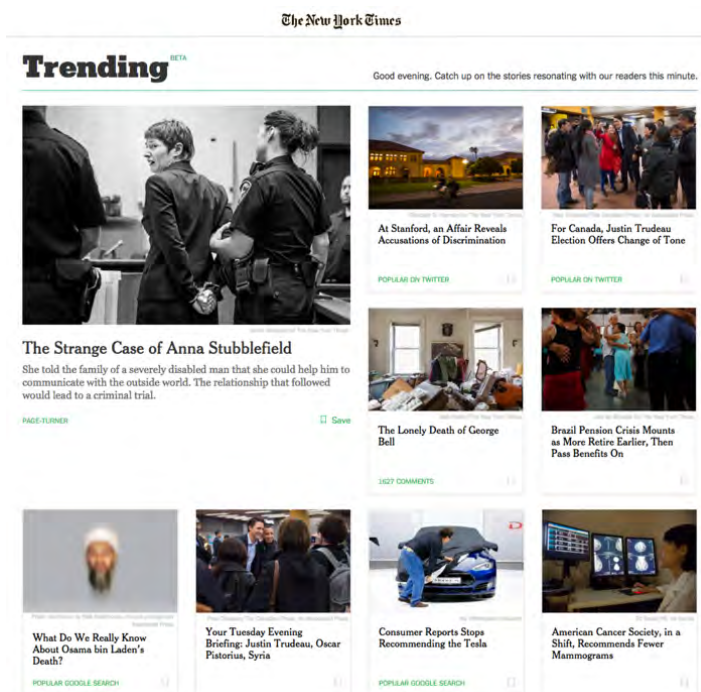 The New York Times
Trending BETA
Good evening. Catch up on the stories resonating with our readers this minute.
The Strange Case of Anna Stubblefield
She told the family of a severely disabled man that she could help him to
communicate with the outside world. The relationship that followed
would lead to a criminal trial.
PAGE-TURNER
Save
At Stanford, an Affair Reveals
Accusations of Discrimination
POPULAR ON TWITTER
For Canada, Justin Trudeau
Election Offers Change of Tone
POPULAR ON TWITTER
The Lonely Death of George
Bell
1627 COMMENTS
Brazil Pension Crisis Mounts
as More Retire Earlier, Then
Pass Benefits On
What Do We Really Know
About Osama bin Laden's
Death?
POPULAR GOOGLE SEARCH
Your Tuesday Evening
Briefing: Justin Trudeau, Oscar
Pistorius, Syria
Consumer Reports Stops
Recommending the Tesla
POPULAR GOOGLE SEARCH
American Cancer Society, in a
Shift, Recommends Fewer
Mammograms